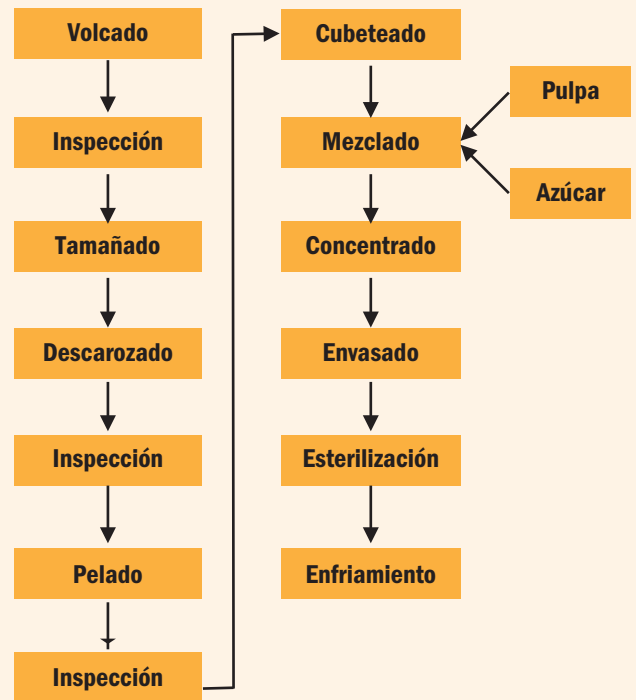 Volcado
Inspección
Tamañado
Descarozado
Inspección
Pelado
Inspección
Cubeteado
Mezclado
Pulpa
Azúcar
Concentrado
Envasado
Esterilización
Enfriamiento